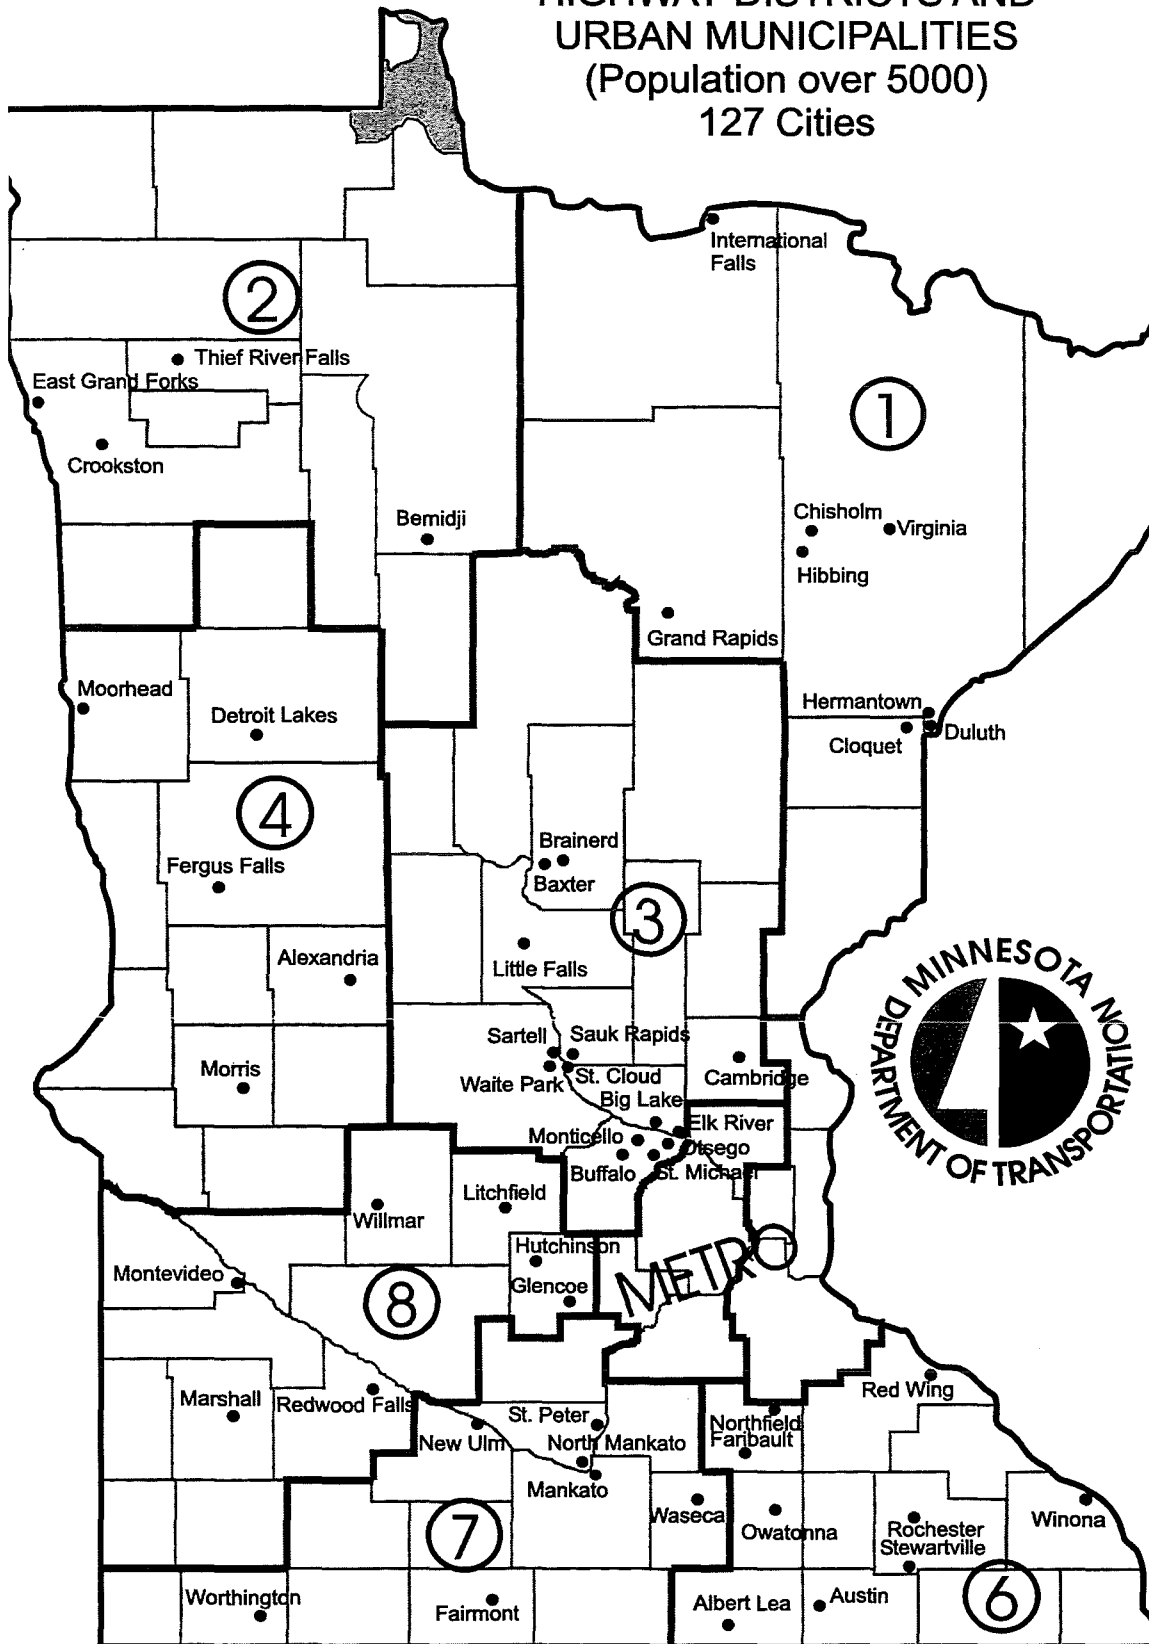 HIGHWAY DISTRICTS AND
URBAN MUNICIPALITIES
(Population over 5000)
127 Cities
International
Falls
2
Thief River Falls
East Grand Forks
Crookston
1
Bemidji
Chisholm
Virginia
Hibbing
Grand Rapids
Moorhead
Detroit Lakes
Hermantown
Duluth
Cloquet
4
Brainerd
Baxter
Fergus Falls
3
Alexandria
Little Falls
MINNESOTA
DEPARTMENT OF TRANSPORTATION
Sartell
Sauk Rapids
Waite Park
St. Cloud
Morris
Cambridge
Big Lake
Elk River
Monticello
Otsego
Buffalo
St. Michael
Litchfield
Willmar
Hutchinson
METRO
Montevideo
Glencoe
8
Red Wing
Marshall
Redwood Falls
St. Peter
Northfield
New Ulm
North Mankato
Faribault
Mankato
Waseca
Owatonna
Rochester
Stewartville
Winona
7
Worthington
Fairmont
Albert Lea
Austin
6